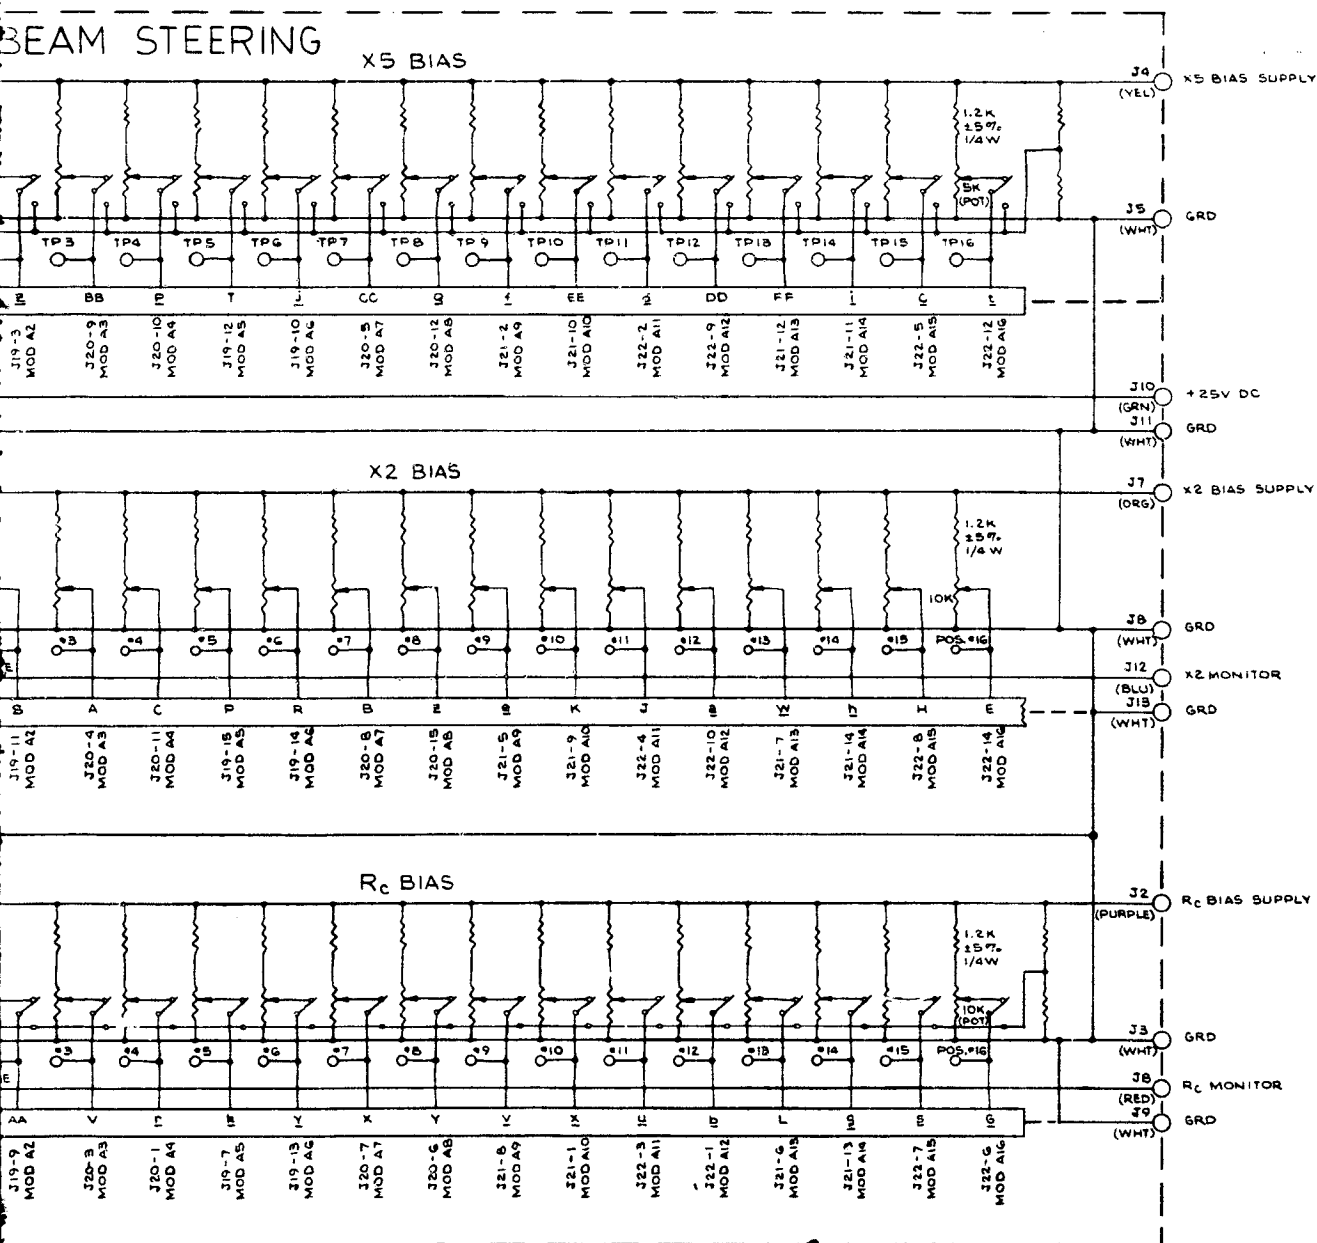 BEAM STEERING
X5 BIAS
J4
(YEL)
X5 BIAS SUPPLY
1.2K
±5%
1/4W
5K
(POT)
J5
(WHT)
GRD
TP3 TP4 TP5 TP6 TP7 TP8 TP9 TP10 TP11 TP12 TP13 TP14 TP15 TP16
BB P T J CC g f EE d DD FF i c
J19-3 MOD A2
J20-9 MOD A3
J20-10 MOD A4
J19-12 MOD A5
J19-10 MOD A6
J20-5 MOD A7
J20-12 MOD A8
J21-2 MOD A9
J21-10 MOD A10
J22-2 MOD A11
J22-9 MOD A12
J21-12 MOD A13
J21-11 MOD A14
J22-5 MOD A15
J22-12 MOD A16
J10
(GRN)
+25V DC
J11
(WHT)
GRD
X2 BIAS
J7
(ORG)
X2 BIAS SUPPLY
1.2K
±5%
1/4W
10K
J8
(WHT)
GRD
#3 #4 #5 #6 #7 #8 #9 #10 #11 #12 #13 #14 #15 POS. #16
J12
(BLU)
X2 MONITOR
J13
(WHT)
GRD
S A C P R B K J H E
J19-11 MOD A2
J20-4 MOD A3
J20-11 MOD A4
J19-15 MOD A5
J19-14 MOD A6
J20-8 MOD A7
J20-15 MOD A8
J21-5 MOD A9
J21-9 MOD A10
J22-4 MOD A11
J22-10 MOD A12
J21-7 MOD A13
J21-14 MOD A14
J22-8 MOD A15
J22-14 MOD A16
Rc BIAS
J2
(PURPLE)
Rc BIAS SUPPLY
1.2K
±5%
1/4W
10K
(POT)
J3
(WHT)
GRD
#3 #4 #5 #6 #7 #8 #9 #10 #11 #12 #13 #14 #15 POS. #16
J8
(RED)
Rc MONITOR
J9
(WHT)
GRD
AA V X Y L
J19-9 MOD A2
J20-3 MOD A3
J20-1 MOD A4
J19-7 MOD A5
J19-13 MOD A6
J20-7 MOD A7
J20-6 MOD A8
J21-8 MOD A9
J21-1 MOD A10
J22-3 MOD A11
J22-1 MOD A12
J21-6 MOD A13
J21-13 MOD A14
J22-7 MOD A15
J22-6 MOD A16